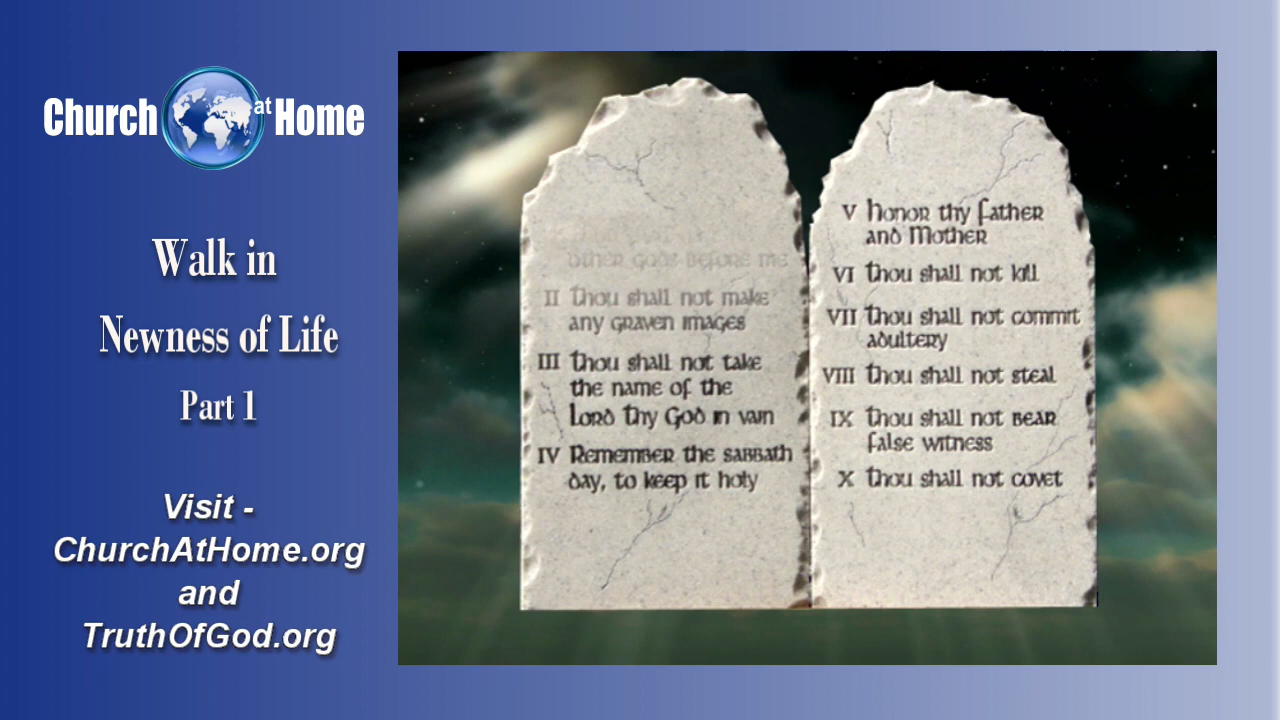 Church at Home
Walk in
Newness of Life
Part 1
Visit -
ChurchAtHome.org
and
TruthOfGod.org
other gods before me
II Thou shall not make
any graven images
III Thou shall not take
the name of the
Lord thy God in vain
IV Remember the sabbath
day, to keep it holy
V Honor thy father
and Mother
VI Thou shall not kill
VII Thou shall not commit
adultery
VIII Thou shall not steal
IX Thou shall not bear
false witness
X Thou shall not covet